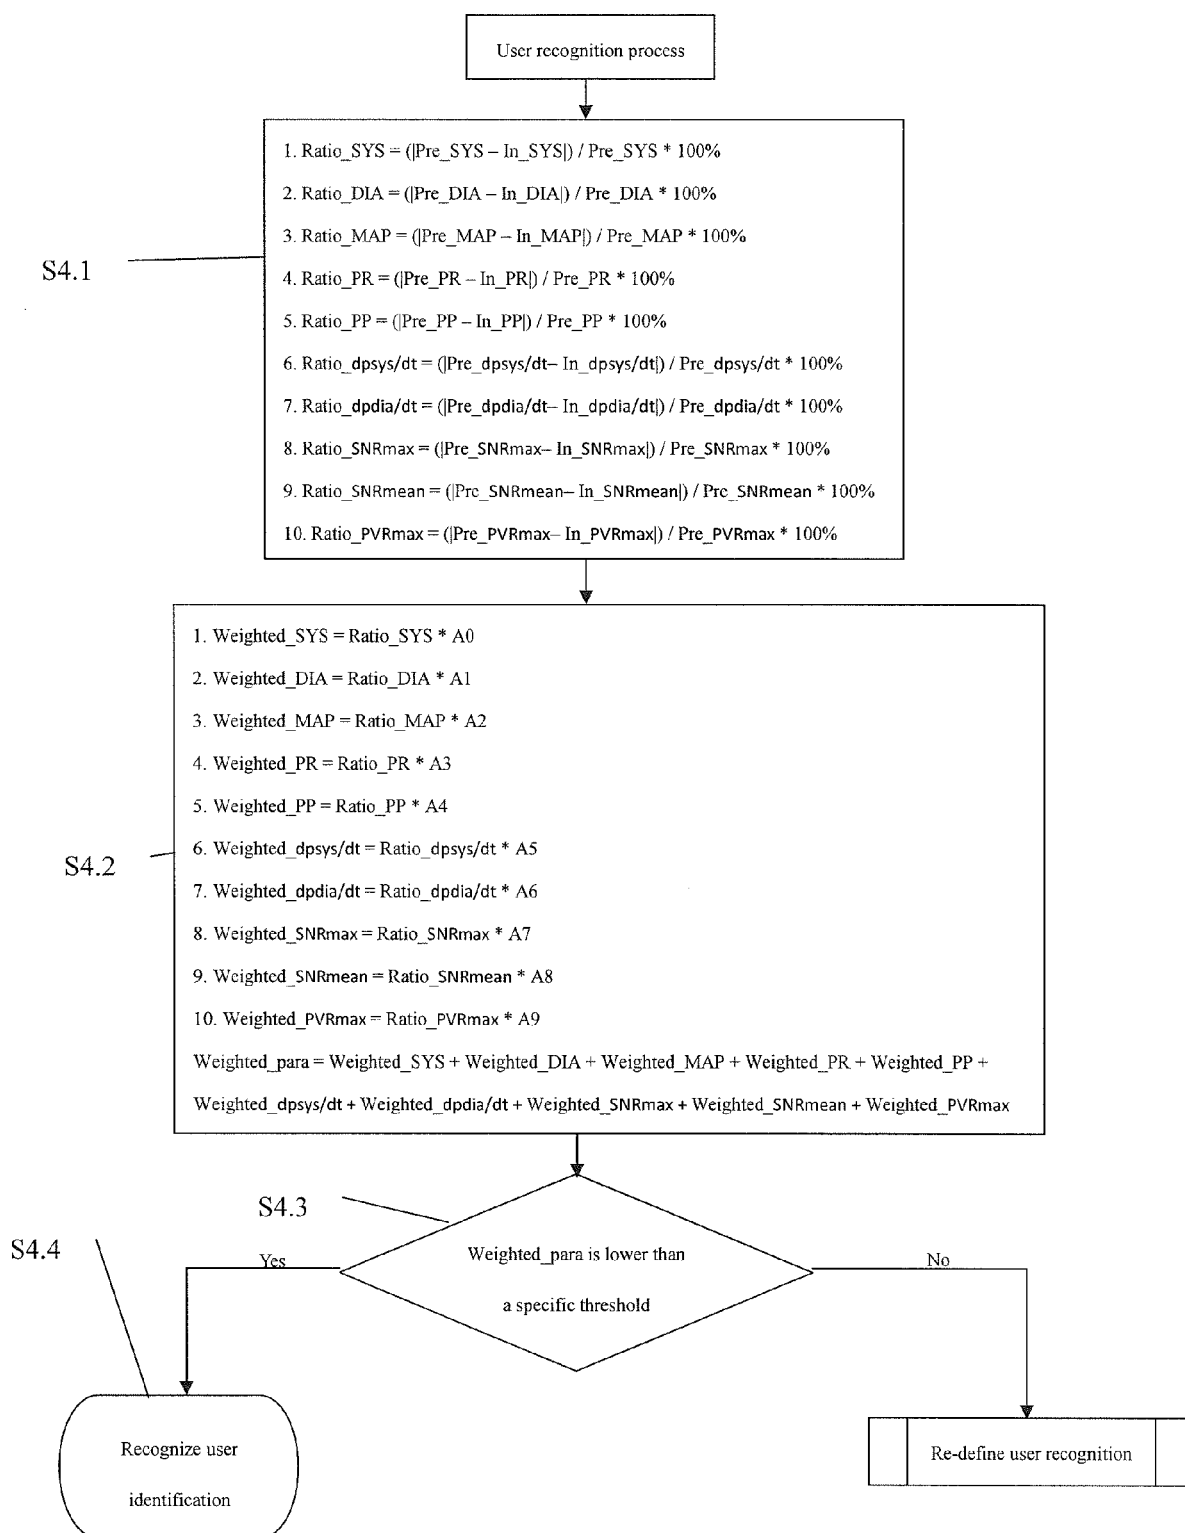 User recognition process
1. Ratio_SYS = (|Pre_SYS – In_SYS|) / Pre_SYS * 100%
2. Ratio_DIA = (|Pre_DIA – In_DIA|) / Pre_DIA * 100%
3. Ratio_MAP = (|Pre_MAP – In_MAP|) / Pre_MAP * 100%
S4.1
4. Ratio_PR = (|Pre_PR – In_PR|) / Pre_PR * 100%
5. Ratio_PP = (|Pre_PP – In_PP|) / Pre_PP * 100%
6. Ratio_dpsys/dt = (|Pre_dpsys/dt– In_dpsys/dt|) / Pre_dpsys/dt * 100%
7. Ratio_dpdia/dt = (|Pre_dpdia/dt– In_dpdia/dt|) / Pre_dpdia/dt * 100%
8. Ratio_SNRmax = (|Pre_SNRmax– In_SNRmax|) / Pre_SNRmax * 100%
9. Ratio_SNRmean = (|Pre_SNRmean– In_SNRmean|) / Pre_SNRmean * 100%
10. Ratio_PVRmax = (|Pre_PVRmax– In_PVRmax|) / Pre_PVRmax * 100%
1. Weighted_SYS = Ratio_SYS * A0
2. Weighted_DIA = Ratio_DIA * A1
3. Weighted_MAP = Ratio_MAP * A2
4. Weighted_PR = Ratio_PR * A3
5. Weighted_PP = Ratio_PP * A4
6. Weighted_dpsys/dt = Ratio_dpsys/dt * A5
S4.2
7. Weighted_dpdia/dt = Ratio_dpdia/dt * A6
8. Weighted_SNRmax = Ratio_SNRmax * A7
9. Weighted_SNRmean = Ratio_SNRmean * A8
10. Weighted_PVRmax = Ratio_PVRmax * A9
Weighted_para = Weighted_SYS + Weighted_DIA + Weighted_MAP + Weighted_PR + Weighted_PP +
Weighted_dpsys/dt + Weighted_dpdia/dt + Weighted_SNRmax + Weighted_SNRmean + Weighted_PVRmax
S4.3
S4.4
Yes
Weighted_para is lower than
a specific threshold
No
Recognize user
identification
Re-define user recognition